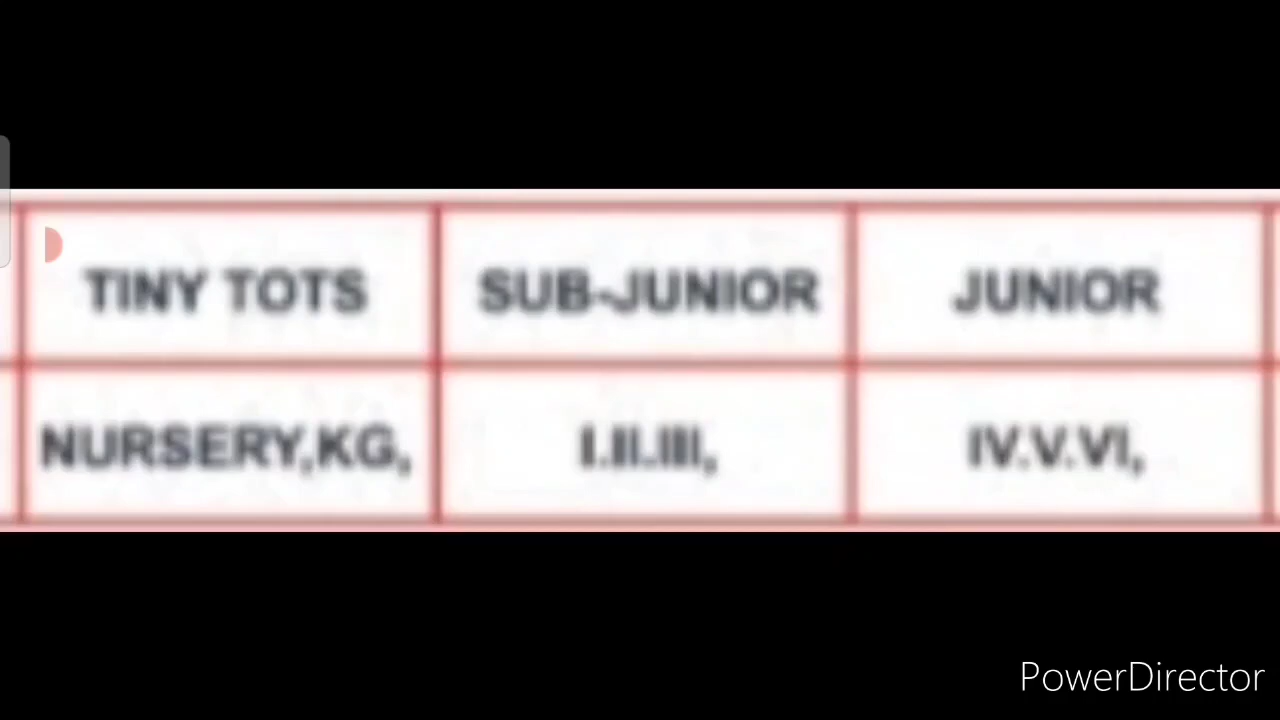 TINY TOTS SUB-JUNIOR JUNIOR
NURSERY,KG, I.II.III, IV.V.VI,
PowerDirector